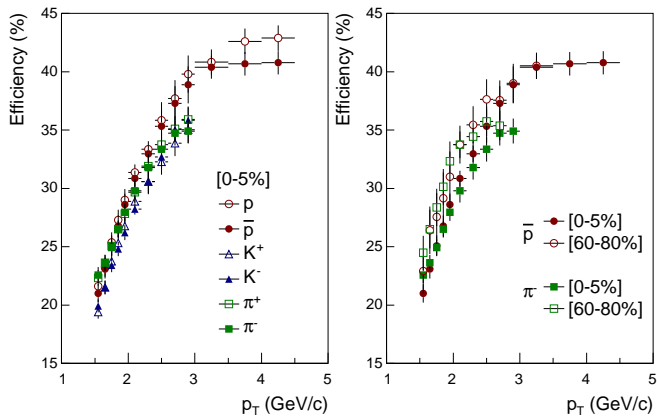 Efficiency (%)
45
40
35
30
25
20
15
1
2
3
4
5
p_T (GeV/c)
[0-5%]
p
p̅
K⁺
K⁻
π⁺
π⁻
Efficiency (%)
45
40
35
30
25
20
15
1
2
3
4
5
p_T (GeV/c)
p̅
[0-5%]
[60-80%]
π⁻
[0-5%]
[60-80%]